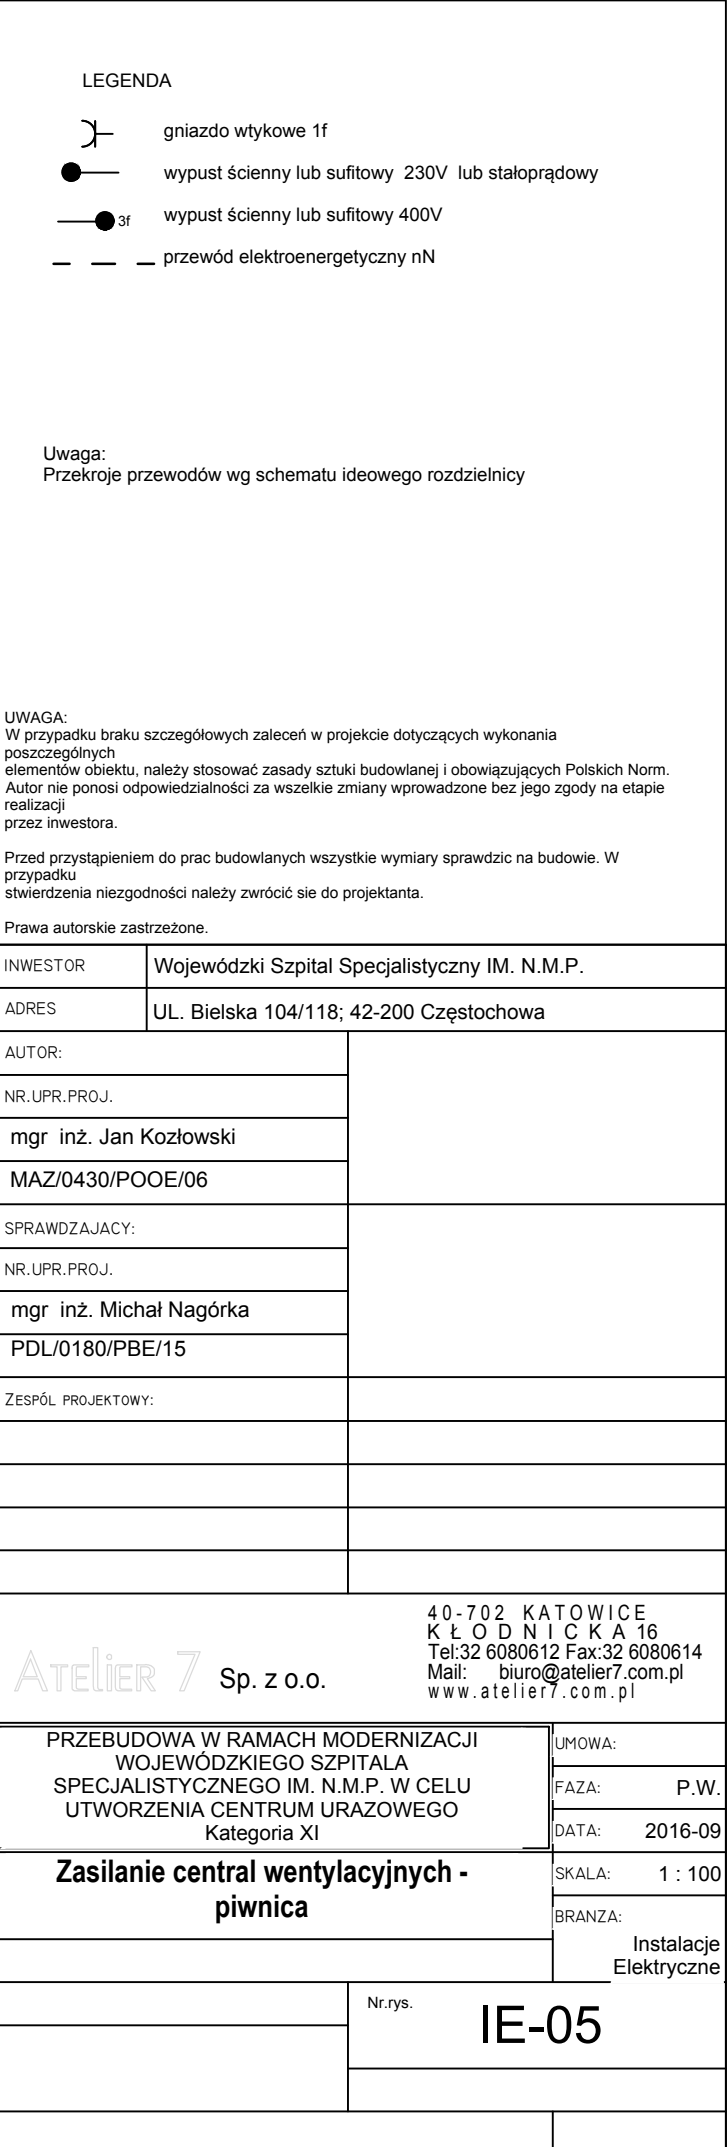 LEGENDA
gniazdo wtykowe 1f
wypust ścienny lub sufitowy 230V lub stałoprądowy
3f wypust ścienny lub sufitowy 400V
przewód elektroenergetyczny nN
Uwaga:
Przekroje przewodów wg schematu ideowego rozdzielnicy
UWAGA:
W przypadku braku szczegółowych zaleceń w projekcie dotyczących wykonania
poszczególnych
elementów obiektu, należy stosować zasady sztuki budowlanej i obowiązujących Polskich Norm.
Autor nie ponosi odpowiedzialności za wszelkie zmiany wprowadzone bez jego zgody na etapie
realizacji
przez inwestora.
Przed przystąpieniem do prac budowlanych wszystkie wymiary sprawdzic na budowie. W
przypadku
stwierdzenia niezgodności należy zwrócić sie do projektanta.
Prawa autorskie zastrzeżone.
INWESTOR Wojewódzki Szpital Specjalistyczny IM. N.M.P.
ADRES UL. Bielska 104/118; 42-200 Częstochowa
AUTOR:
NR.UPR.PROJ.
mgr inż. Jan Kozłowski
MAZ/0430/POOE/06
SPRAWDZAJACY:
NR.UPR.PROJ.
mgr inż. Michał Nagórka
PDL/0180/PBE/15
ZESPÓL PROJEKTOWY:
ATElIER 7 Sp. z o.o.
40-702 KATOWICE
KŁODNICKA 16
Tel:32 6080612 Fax:32 6080614
Mail: biuro@atelier7.com.pl
www.atelier7.com.pl
PRZEBUDOWA W RAMACH MODERNIZACJI
WOJEWÓDZKIEGO SZPITALA
SPECJALISTYCZNEGO IM. N.M.P. W CELU
UTWORZENIA CENTRUM URAZOWEGO
Kategoria XI
UMOWA:
FAZA: P.W.
DATA: 2016-09
Zasilanie central wentylacyjnych -
piwnica
SKALA: 1 : 100
BRANZA:
Instalacje
Elektryczne
Nr.rys. IE-05